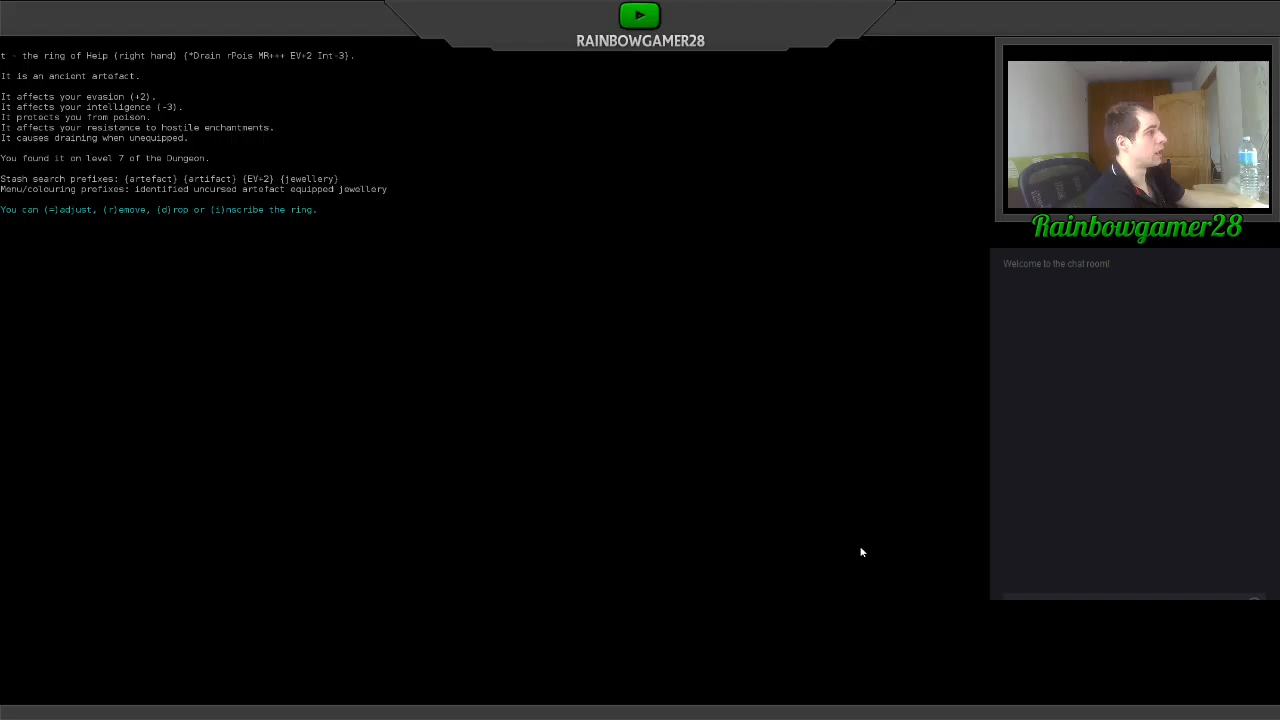 RAINBOWGAMER28
t - the ring of Heip (right hand) {*Drain rPois MR+++ EV+2 Int-3}.
It is an ancient artefact.
It affects your evasion (+2).
It affects your intelligence (-3).
It protects you from poison.
It affects your resistance to hostile enchantments.
It causes draining when unequipped.
You found it on level 7 of the Dungeon.
Stash search prefixes: {artefact} {artifact} {EV+2} {jewellery}
Menu/colouring prefixes: identified uncursed artefact equipped jewellery
You can (=)adjust, (r)emove, (d)rop or (i)nscribe the ring.
Rainbowgamer28
Welcome to the chat room!